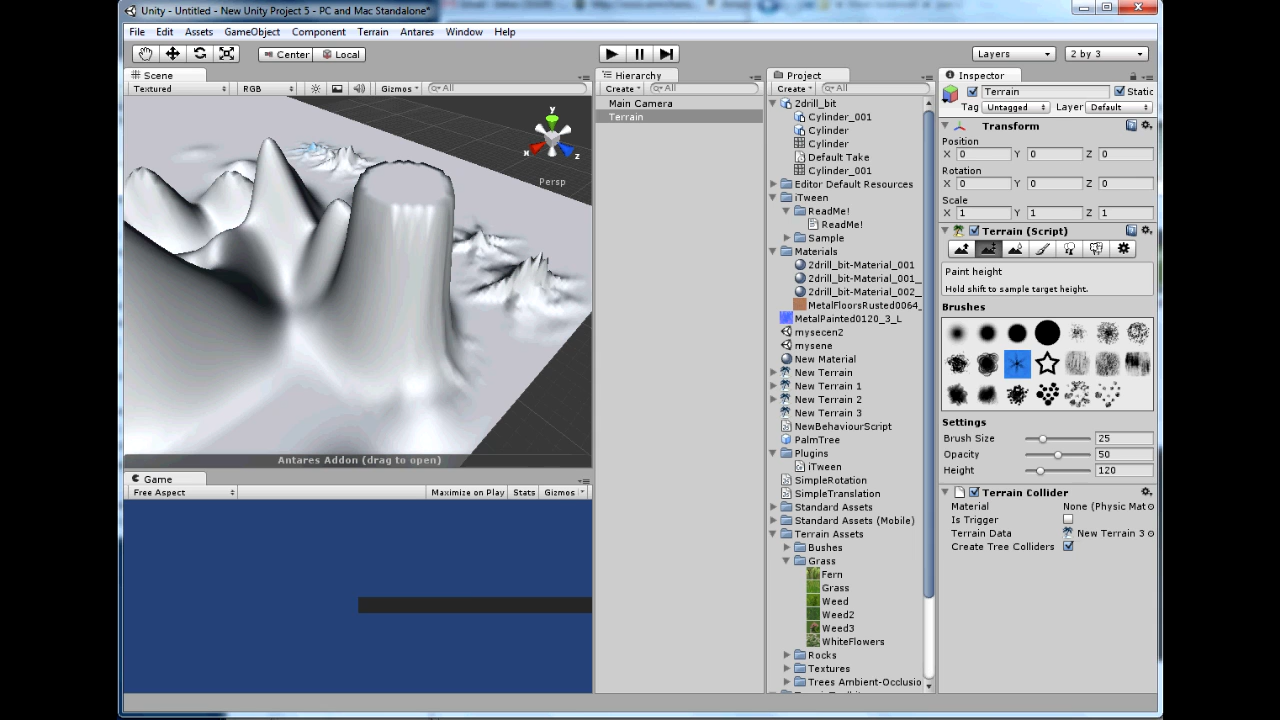 Unity - Untitled - New Unity Project 5 - PC and Mac Standalone*
File Edit Assets GameObject Component Terrain Antares Window Help
Center Local
Layers
2 by 3
Scene
Textured RGB Gizmos All
y
x
z
Persp
Antares Addon (drag to open)
Game
Free Aspect Maximize on Play Stats Gizmos
Hierarchy
Create All
Main Camera
Terrain
Project
Create All
2drill_bit
Cylinder_001
Cylinder
Cylinder
Default Take
Cylinder_001
Editor Default Resources
iTween
ReadMe!
ReadMe!
Sample
Materials
2drill_bit-Material_001
2drill_bit-Material_001_
2drill_bit-Material_002_
MetalFloorsRusted0064_
MetalPainted0120_3_L
mysecen2
mysene
New Material
New Terrain
New Terrain 1
New Terrain 2
New Terrain 3
NewBehaviourScript
PalmTree
Plugins
iTween
SimpleRotation
SimpleTranslation
Standard Assets
Standard Assets (Mobile)
Terrain Assets
Bushes
Grass
Fern
Grass
Weed
Weed2
Weed3
WhiteFlowers
Rocks
Textures
Trees Ambient-Occlusio
Inspector
Terrain Static
Tag Untagged Layer Default
Transform
Position
X 0 Y 0 Z 0
Rotation
X 0 Y 0 Z 0
Scale
X 1 Y 1 Z 1
Terrain (Script)
Paint height
Hold shift to sample target height.
Brushes
Settings
Brush Size 25
Opacity 50
Height 120
Terrain Collider
Material None (Physic Mat
Is Trigger
Terrain Data New Terrain 3
Create Tree Colliders